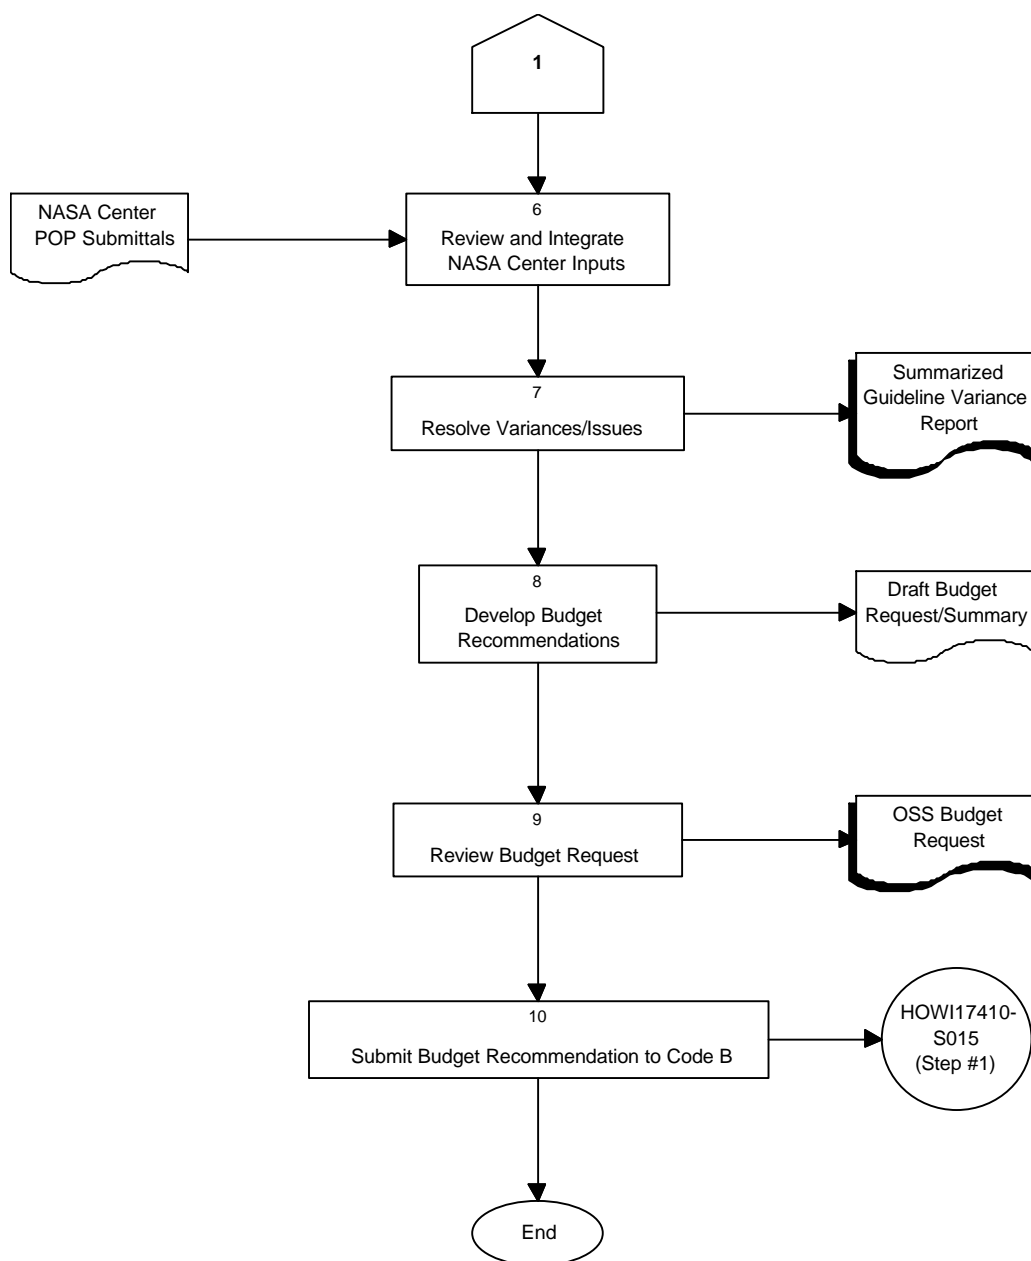 1
NASA Center
POP Submittals
6
Review and Integrate
NASA Center Inputs
7
Resolve Variances/Issues
Summarized
Guideline Variance
Report
8
Develop Budget
Recommendations
Draft Budget
Request/Summary
9
Review Budget Request
OSS Budget
Request
10
Submit Budget Recommendation to Code B
HOWI17410-
S015
(Step #1)
End